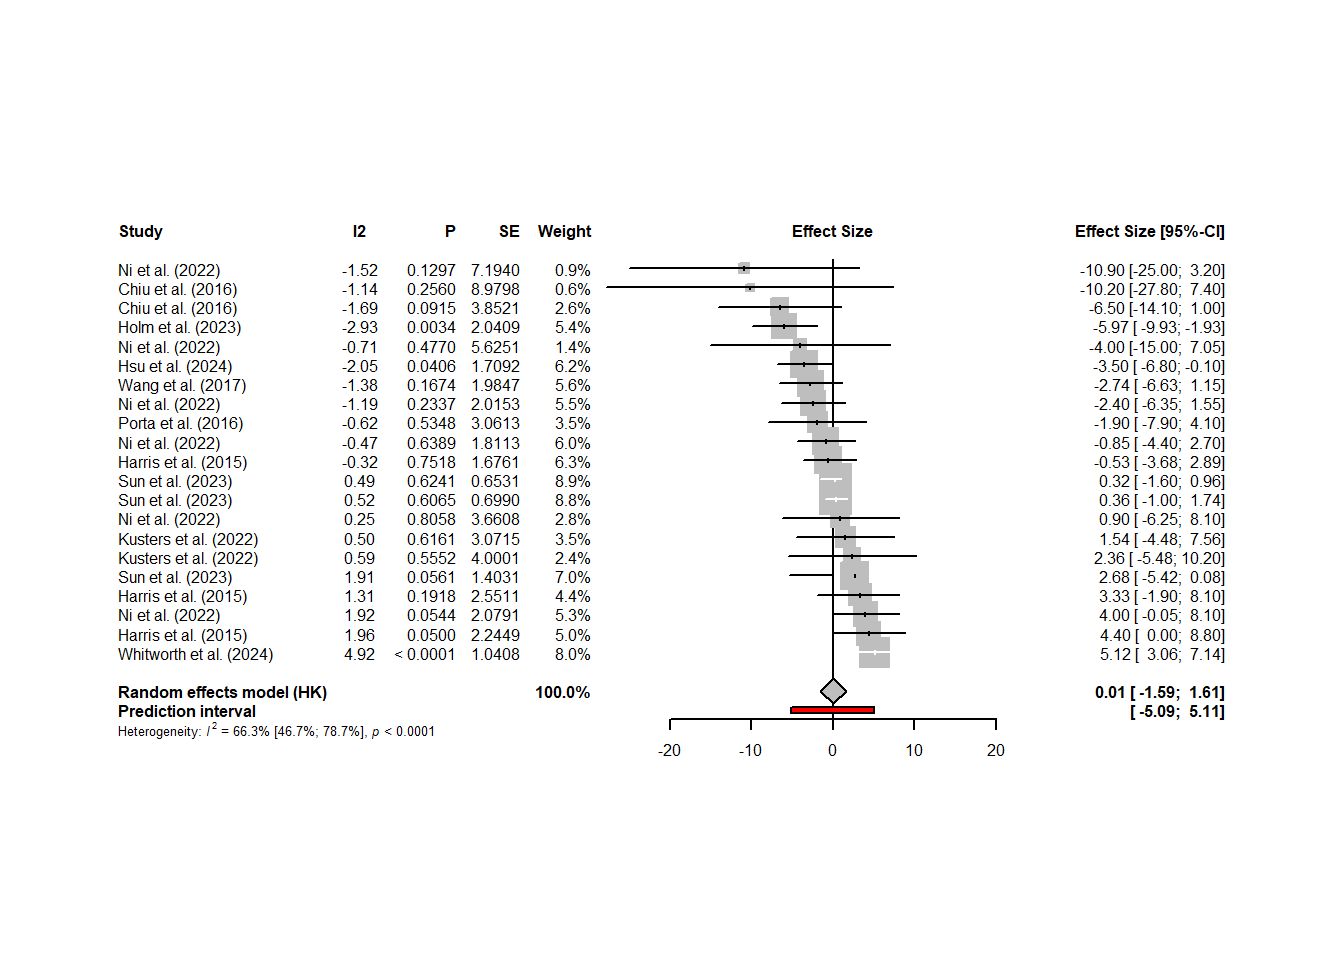 Study I2 P SE Weight Effect Size Effect Size [95%-CI]
Ni et al. (2022) -1.52 0.1297 7.1940 0.9% -10.90 [-25.00; 3.20]
Chiu et al. (2016) -1.14 0.2560 8.9798 0.6% -10.20 [-27.80; 7.40]
Chiu et al. (2016) -1.69 0.0915 3.8521 2.6% -6.50 [-14.10; 1.00]
Holm et al. (2023) -2.93 0.0034 2.0409 5.4% -5.97 [ -9.93; -1.93]
Ni et al. (2022) -0.71 0.4770 5.6251 1.4% -4.00 [-15.00; 7.05]
Hsu et al. (2024) -2.05 0.0406 1.7092 6.2% -3.50 [ -6.80; -0.10]
Wang et al. (2017) -1.38 0.1674 1.9847 5.6% -2.74 [ -6.63; 1.15]
Ni et al. (2022) -1.19 0.2337 2.0153 5.5% -2.40 [ -6.35; 1.55]
Porta et al. (2016) -0.62 0.5348 3.0613 3.5% -1.90 [ -7.90; 4.10]
Ni et al. (2022) -0.47 0.6389 1.8113 6.0% -0.85 [ -4.40; 2.70]
Harris et al. (2015) -0.32 0.7518 1.6761 6.3% -0.53 [ -3.68; 2.89]
Sun et al. (2023) 0.49 0.6241 0.6531 8.9% 0.32 [ -1.60; 0.96]
Sun et al. (2023) 0.52 0.6065 0.6990 8.8% 0.36 [ -1.00; 1.74]
Ni et al. (2022) 0.25 0.8058 3.6608 2.8% 0.90 [ -6.25; 8.10]
Kusters et al. (2022) 0.50 0.6161 3.0715 3.5% 1.54 [ -4.48; 7.56]
Kusters et al. (2022) 0.59 0.5552 4.0001 2.4% 2.36 [ -5.48; 10.20]
Sun et al. (2023) 1.91 0.0561 1.4031 7.0% 2.68 [ -5.42; 0.08]
Harris et al. (2015) 1.31 0.1918 2.5511 4.4% 3.33 [ -1.90; 8.10]
Ni et al. (2022) 1.92 0.0544 2.0791 5.3% 4.00 [ -0.05; 8.10]
Harris et al. (2015) 1.96 0.0500 2.2449 5.0% 4.40 [ 0.00; 8.80]
Whitworth et al. (2024) 4.92 < 0.0001 1.0408 8.0% 5.12 [ 3.06; 7.14]
Random effects model (HK) 100.0% 0.01 [ -1.59; 1.61]
Prediction interval [ -5.09; 5.11]
Heterogeneity: I² = 66.3% [46.7%; 78.7%], p < 0.0001
-20 -10 0 10 20